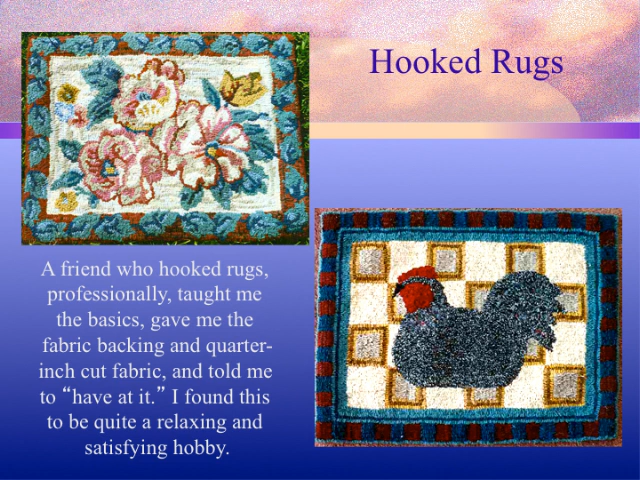 Hooked Rugs
A friend who hooked rugs,
professionally, taught me
the basics, gave me the
fabric backing and quarter-
inch cut fabric, and told me
to “have at it.” I found this
to be quite a relaxing and
satisfying hobby.